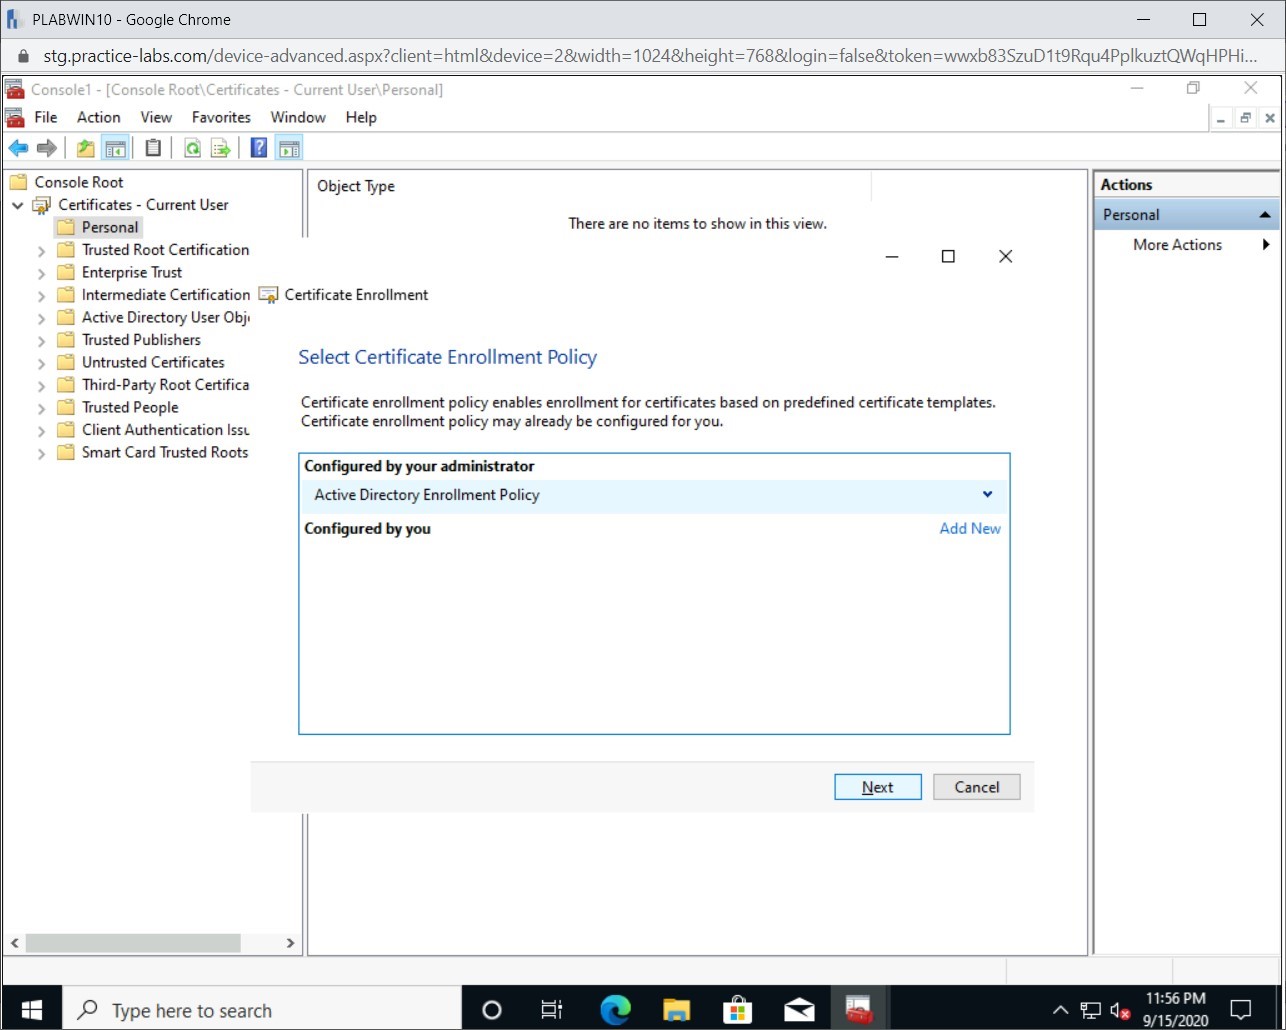 PLABWIN10 - Google Chrome
stg.practice-labs.com/device-advanced.aspx?client=html&device=2&width=1024&height=768&login=false&token=wwxb83SzuD1t9Rqu4PplkuztQWqHPHi...
Console1 - [Console Root\Certificates - Current User\Personal]
File Action View Favorites Window Help
Console Root
Certificates - Current User
Personal
Trusted Root Certification
Enterprise Trust
Intermediate Certification
Active Directory User Obj
Trusted Publishers
Untrusted Certificates
Third-Party Root Certifica
Trusted People
Client Authentication Issu
Smart Card Trusted Roots
Object Type
There are no items to show in this view.
Actions
Personal
More Actions
Certificate Enrollment
Select Certificate Enrollment Policy
Certificate enrollment policy enables enrollment for certificates based on predefined certificate templates.
Certificate enrollment policy may already be configured for you.
Configured by your administrator
Active Directory Enrollment Policy
Configured by you Add New
Next Cancel
Type here to search
11:56 PM
9/15/2020